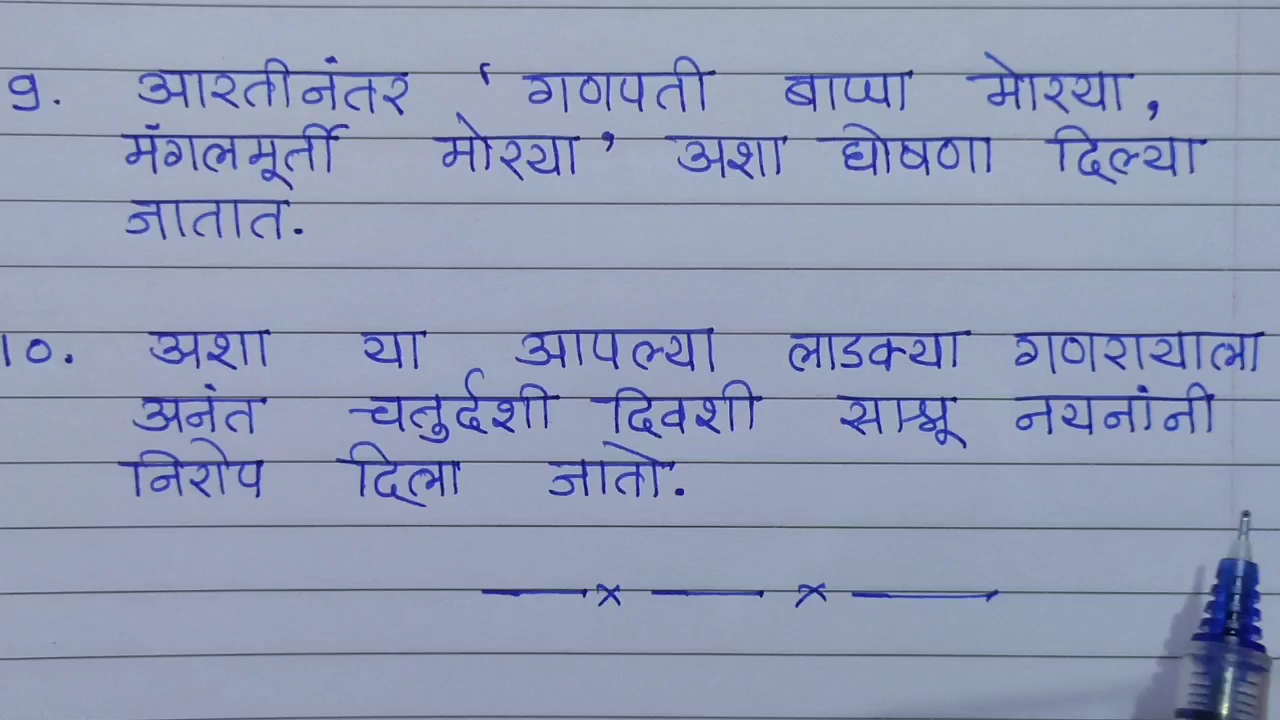 9. आरतीनंतर ' गणपती बाप्पा मोरया,
मंगलमूर्ती मोरया' अशा घोषणा दिल्या
जातात.
10. अशा या आपल्या लाडक्या गणरायाला
अनंत चतुर्दशी दिवशी साश्रू नयनांनी
निरोप दिला जातो.